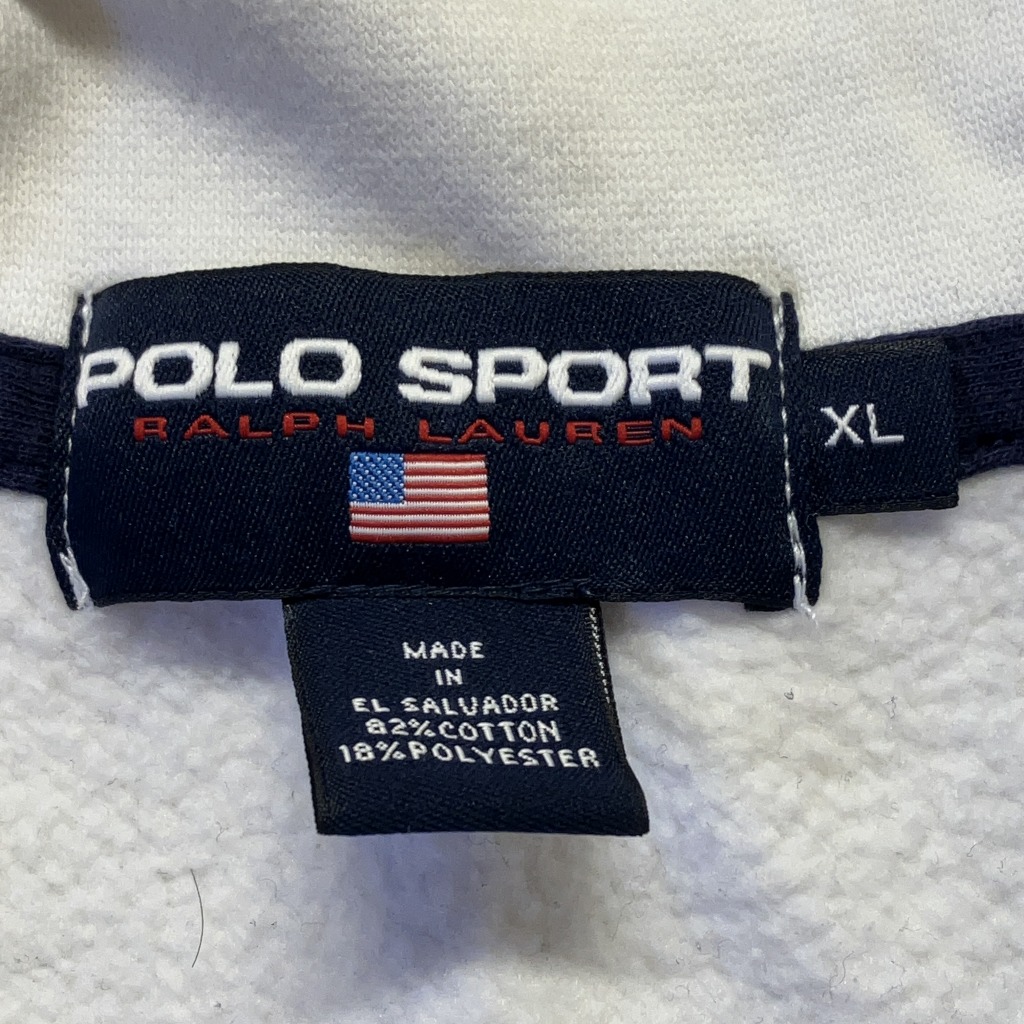 POLO SPORT
RALPH LAUREN
XL
MADE
IN
EL SALVADOR
82%COTTON
18%POLYESTER